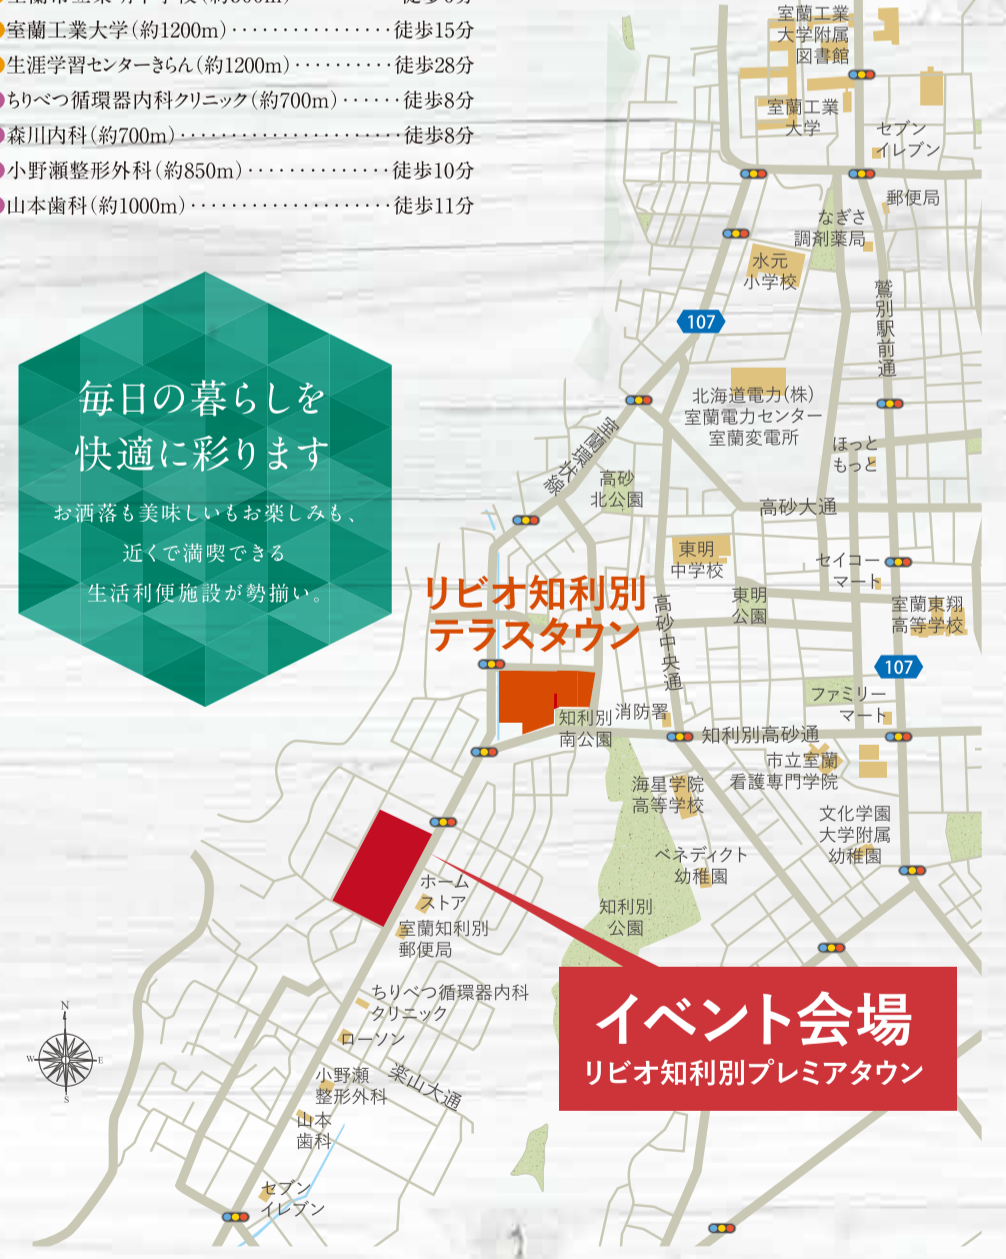 室蘭工業大学(約1200m)················徒歩15分
生涯学習センターきらん(約1200m)··········徒歩28分
ちりべつ循環器内科クリニック(約700m)······徒歩8分
森川内科(約700m)······················徒歩8分
小野瀬整形外科(約850m)··············徒歩10分
山本歯科(約1000m)····················徒歩11分
毎日の暮らしを
快適に彩ります
お洒落も美味しいもお楽しみも、
近くで満喫できる
生活利便施設が勢揃い。
室蘭工業
大学附属
図書館
室蘭工業
大学
セブン
イレブン
郵便局
なぎさ
調剤薬局
水元
小学校
鷲別駅前通
107
北海道電力(株)
室蘭電力センター
室蘭変電所
ほっと
もっと
室蘭環状線
高砂
北公園
高砂大通
東明
中学校
セイコー
マート
東明
公園
室蘭東翔
高等学校
リビオ知利別
テラスタウン
高砂中央通
107
ファミリー
マート
知利別
南公園
消防署
知利別高砂通
市立室蘭
看護専門学院
海星学院
高等学校
文化学園
大学附属
幼稚園
ベネディクト
幼稚園
知利別
公園
ホーム
ストア
室蘭知利別
郵便局
イベント会場
リビオ知利別プレミアタウン
ちりべつ循環器内科
クリニック
ローソン
小野瀬
整形外科
楽山大通
山本
歯科
セブン
イレブン
N
W
E
S